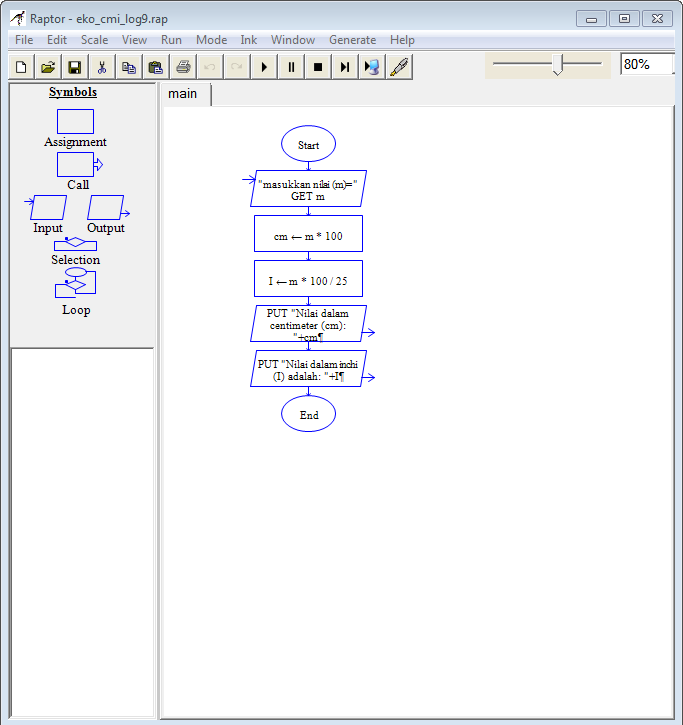 Raptor - eko_cmi_log9.rap
File Edit Scale View Run Mode Ink Window Generate Help
80%
Symbols
Assignment
Call
Input Output
Selection
Loop
main
Start
"masukkan nilai (m)="
GET m
cm ← m * 100
I ← m * 100 / 25
PUT "Nilai dalam
centimeter (cm):
"+cm¶
PUT "Nilai dalam inchi
(I) adalah: "+I¶
End